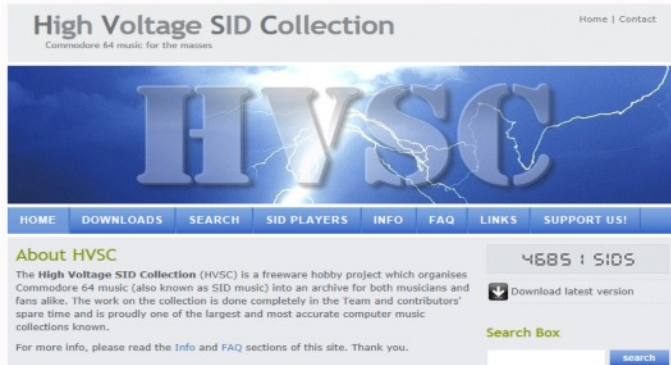 High Voltage SID Collection
Commodore 64 music for the masses
Home | Contact
HVSC
HOME DOWNLOADS SEARCH SID PLAYERS INFO FAQ LINKS SUPPORT US!
About HVSC
The High Voltage SID Collection (HVSC) is a freeware hobby project which organises
Commodore 64 music (also known as SID music) into an archive for both musicians and
fans alike. The work on the collection is done completely in the Team and contributors'
spare time and is proudly one of the largest and most accurate computer music
collections known.
For more info, please read the Info and FAQ sections of this site. Thank you.
46851 SIDS
Download latest version
Search Box
search